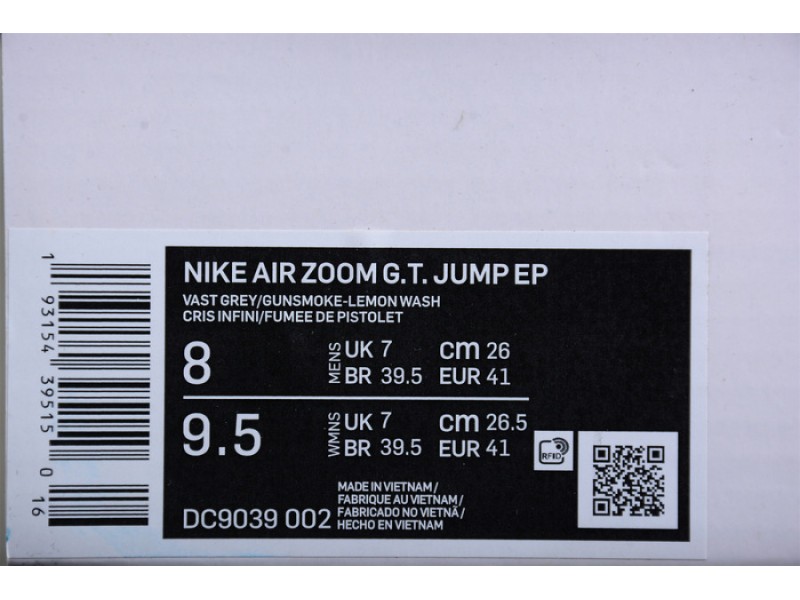 NIKE AIR ZOOM G.T. JUMP EP
VAST GREY/GUNSMOKE-LEMON WASH
CRIS INFINI/FUMEE DE PISTOLET
8 MENS UK 7 cm 26
BR 39.5 EUR 41
9.5 WMNS UK 7 cm 26.5
BR 39.5 EUR 41
RFID
MADE IN VIETNAM /
FABRIQUE AU VIETNAM /
FABRICADO NO VIETNÃ /
HECHO EN VIETNAM
DC9039 002
1 93154 39515 0
16